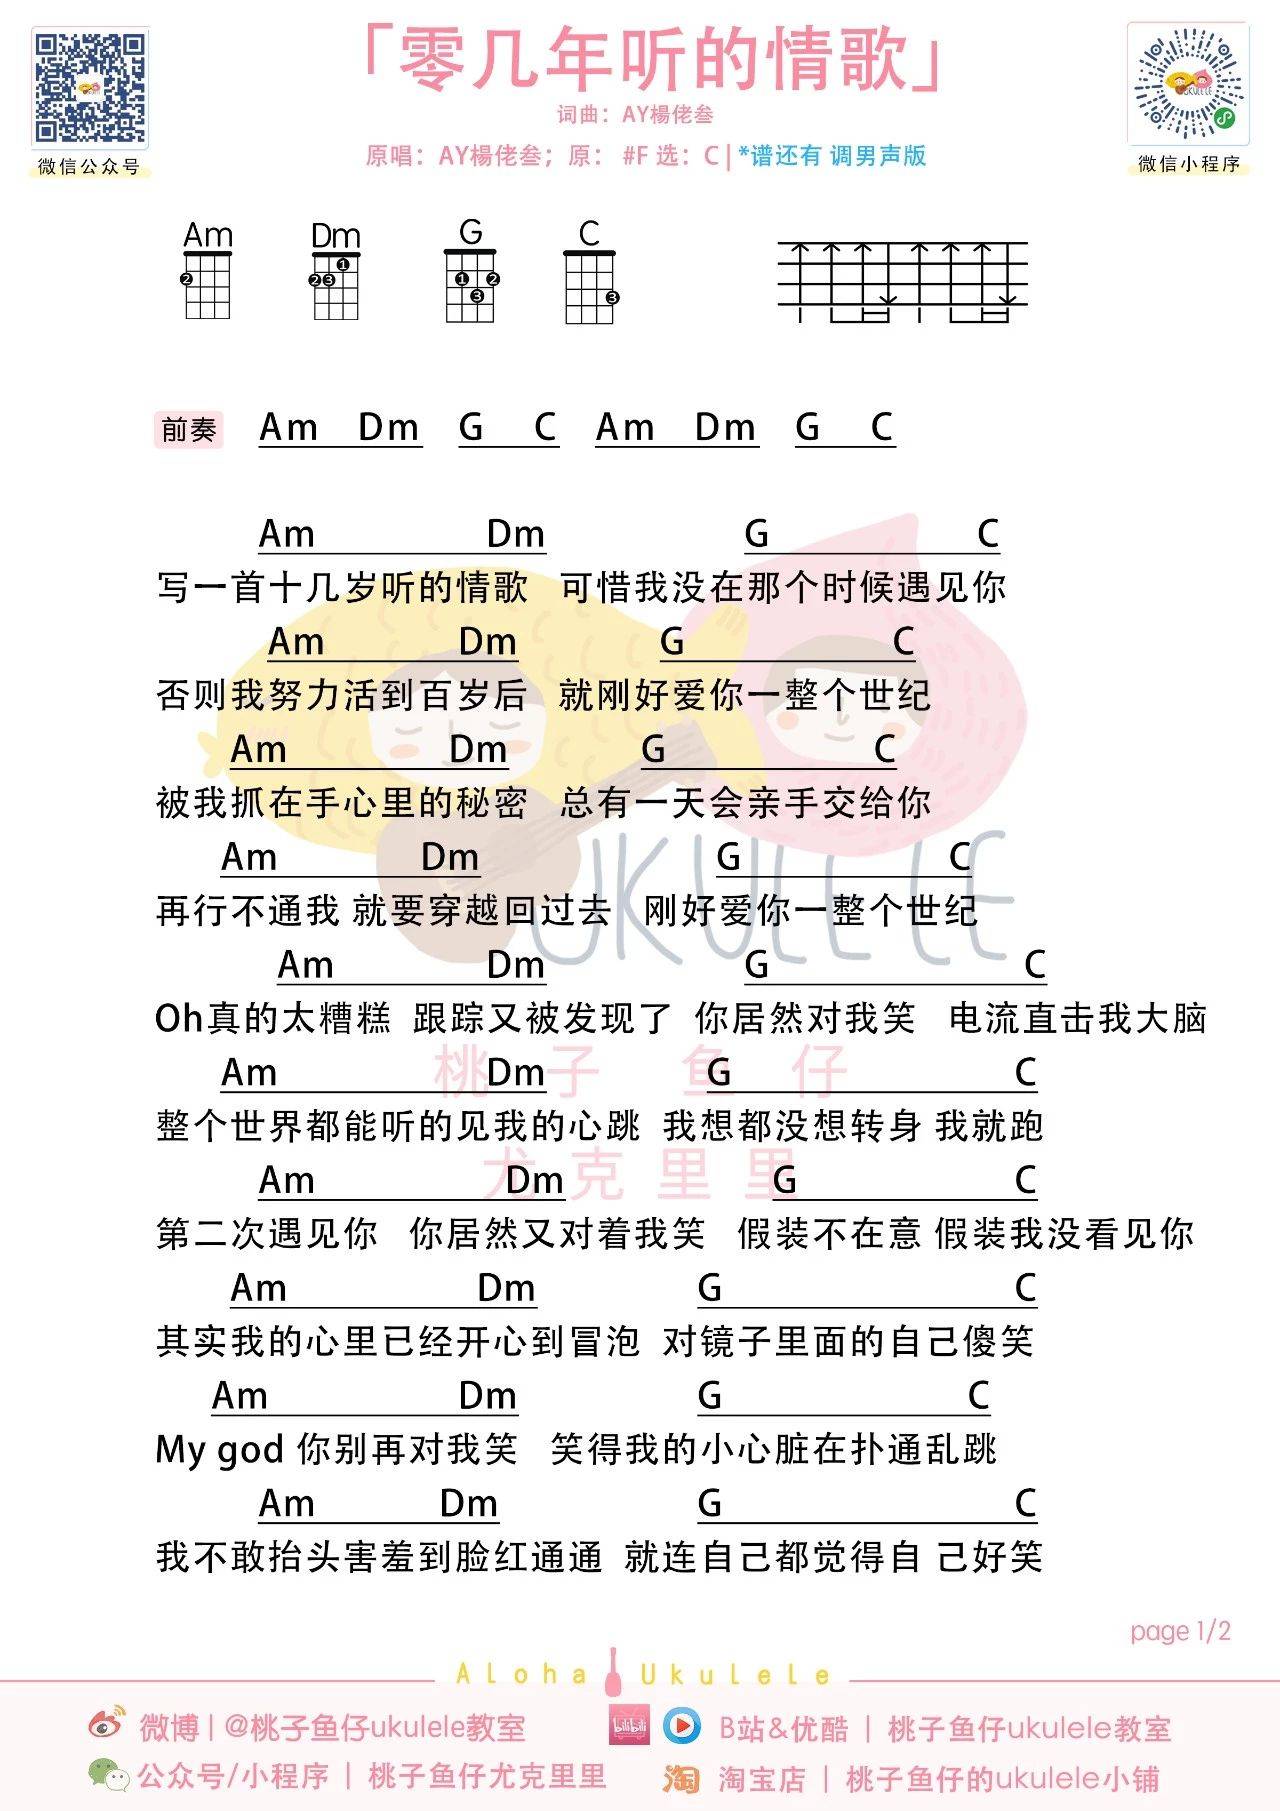 「零几年听的情歌」
词曲：AY楊佬叁
原唱：AY楊佬叁；原： #F 选：C | *谱还有 调男声版
微信公众号
微信小程序
UKULELE
Am Dm G C
2 2 3 1 1 2 3 3
前奏 Am Dm G C Am Dm G C
Am Dm G C
写一首十几岁听的情歌 可惜我没在那个时候遇见你
Am Dm G C
否则我努力活到百岁后 就刚好爱你一整个世纪
Am Dm G C
被我抓在手心里的秘密 总有一天会亲手交给你
Am Dm G C
再行不通我 就要穿越回过去 刚好爱你一整个世纪
UKULELE
Am Dm G C
Oh真的太糟糕 跟踪又被发现了 你居然对我笑 电流直击我大脑
桃子鱼仔
Am Dm G C
整个世界都能听的见我的心跳 我想都没想转身 我就跑
尤克里里
Am Dm G C
第二次遇见你 你居然又对着我笑 假装不在意 假装我没看见你
Am Dm G C
其实我的心里已经开心到冒泡 对镜子里面的自己傻笑
Am Dm G C
My god 你别再对我笑 笑得我的小心脏在扑通乱跳
Am Dm G C
我不敢抬头害羞到脸红通通 就连自己都觉得自 己好笑
page 1/2
Aloha Ukulele
微博 | @桃子鱼仔ukulele教室
bilibili B站&优酷 | 桃子鱼仔ukulele教室
公众号/小程序 | 桃子鱼仔尤克里里
淘 淘宝店 | 桃子鱼仔的ukulele小铺